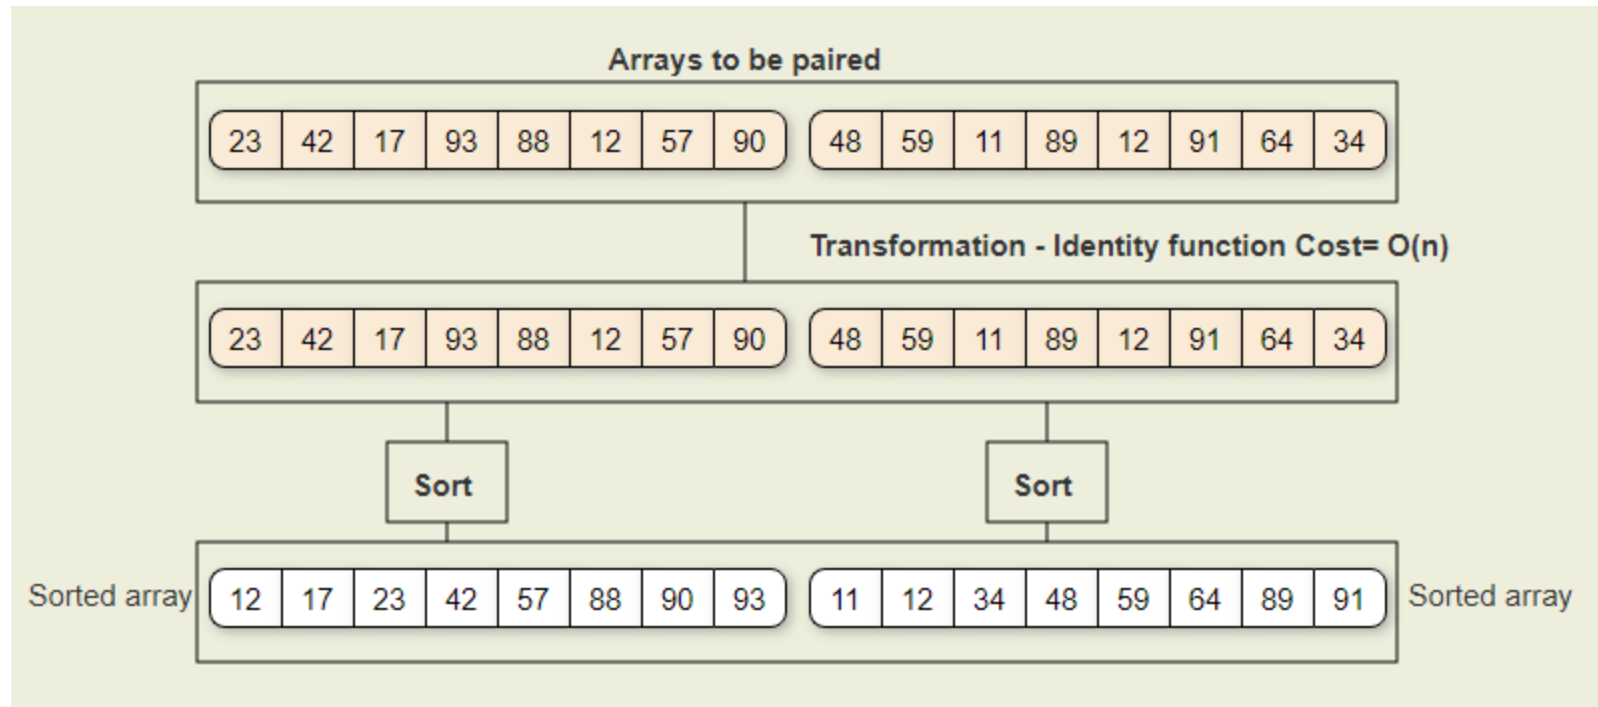 Arrays to be paired
23 42 17 93 88 12 57 90 48 59 11 89 12 91 64 34
Transformation - Identity function Cost= O(n)
23 42 17 93 88 12 57 90 48 59 11 89 12 91 64 34
Sort Sort
Sorted array 12 17 23 42 57 88 90 93 11 12 34 48 59 64 89 91 Sorted array